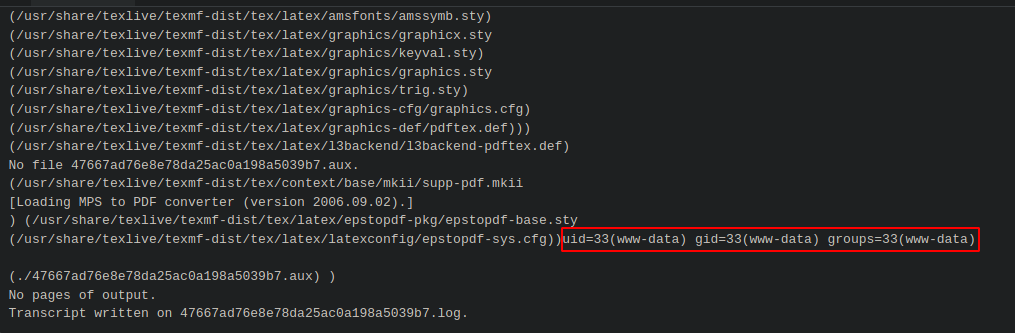 (/usr/share/texlive/texmf-dist/tex/latex/amsfonts/amssymb.sty)
(/usr/share/texlive/texmf-dist/tex/latex/graphics/graphicx.sty
(/usr/share/texlive/texmf-dist/tex/latex/graphics/keyval.sty)
(/usr/share/texlive/texmf-dist/tex/latex/graphics/graphics.sty
(/usr/share/texlive/texmf-dist/tex/latex/graphics/trig.sty)
(/usr/share/texlive/texmf-dist/tex/latex/graphics-cfg/graphics.cfg)
(/usr/share/texlive/texmf-dist/tex/latex/graphics-def/pdftex.def)))
(/usr/share/texlive/texmf-dist/tex/latex/l3backend/l3backend-pdftex.def)
No file 47667ad76e8e78da25ac0a198a5039b7.aux.
(/usr/share/texlive/texmf-dist/tex/context/base/mkii/supp-pdf.mkii
[Loading MPS to PDF converter (version 2006.09.02).]
) (/usr/share/texlive/texmf-dist/tex/latex/epstopdf-pkg/epstopdf-base.sty
(/usr/share/texlive/texmf-dist/tex/latex/latexconfig/epstopdf-sys.cfg))uid=33(www-data) gid=33(www-data) groups=33(www-data)
(./47667ad76e8e78da25ac0a198a5039b7.aux) )
No pages of output.
Transcript written on 47667ad76e8e78da25ac0a198a5039b7.log.